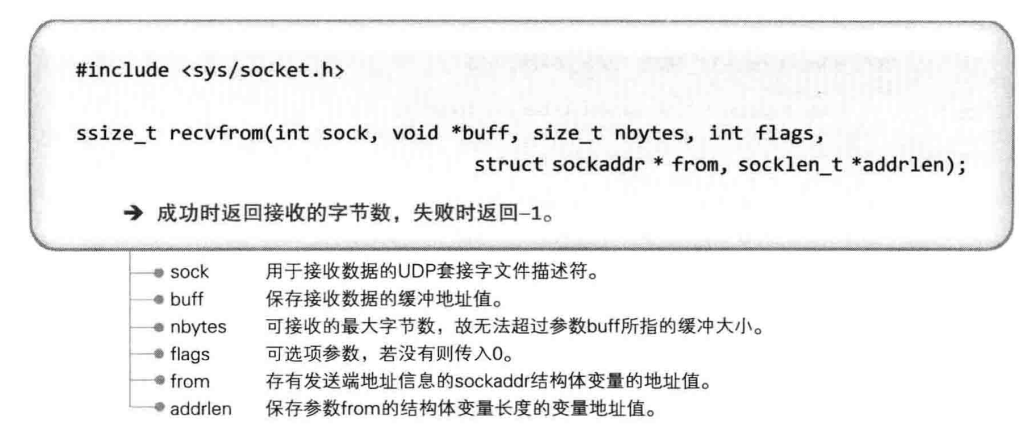 #include <sys/socket.h>
ssize_t recvfrom(int sock, void *buff, size_t nbytes, int flags,
struct sockaddr * from, socklen_t *addrlen);
➔ 成功时返回接收的字节数，失败时返回–1。
sock 用于接收数据的UDP套接字文件描述符。
buff 保存接收数据的缓冲地址值。
nbytes 可接收的最大字节数，故无法超过参数buff所指的缓冲大小。
flags 可选项参数，若没有则传入0。
from 存有发送端地址信息的sockaddr结构体变量的地址值。
addrlen 保存参数from的结构体变量长度的变量地址值。